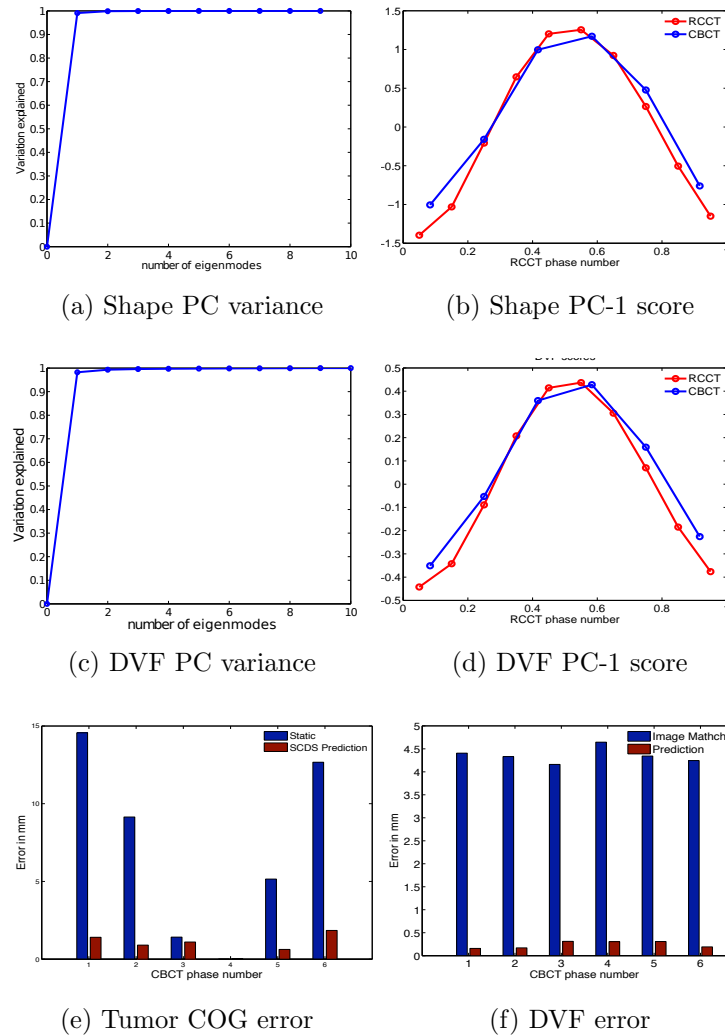 1
0.9
0.8
0.7
0.6
0.5
0.4
0.3
0.2
0.1
0
Variation explained
0 2 4 6 8 10
number of eigenmodes
(a) Shape PC variance
1.5
1
0.5
0
−0.5
−1
−1.5
RCCT
CBCT
0 0.2 0.4 0.6 0.8 1
RCCT phase number
(b) Shape PC-1 score
1
0.9
0.8
0.7
0.6
0.5
0.4
0.3
0.2
0.1
0
Variation explained
0 2 4 6 8 10
number of eigenmodes
(c) DVF PC variance
0.5
0.4
0.3
0.2
0.1
0
−0.1
−0.2
−0.3
−0.4
−0.5
RCCT
CBCT
0 0.2 0.4 0.6 0.8 1
RCCT phase number
(d) DVF PC-1 score
15
10
5
0
Error in mm
Static
SCDS Prediction
1 2 3 4 5 6
CBCT phase number
(e) Tumor COG error
5
4.5
4
3.5
3
2.5
2
1.5
1
0.5
0
Error in mm
Image Mathch
Prediction
1 2 3 4 5 6
CBCT phase number
(f) DVF error